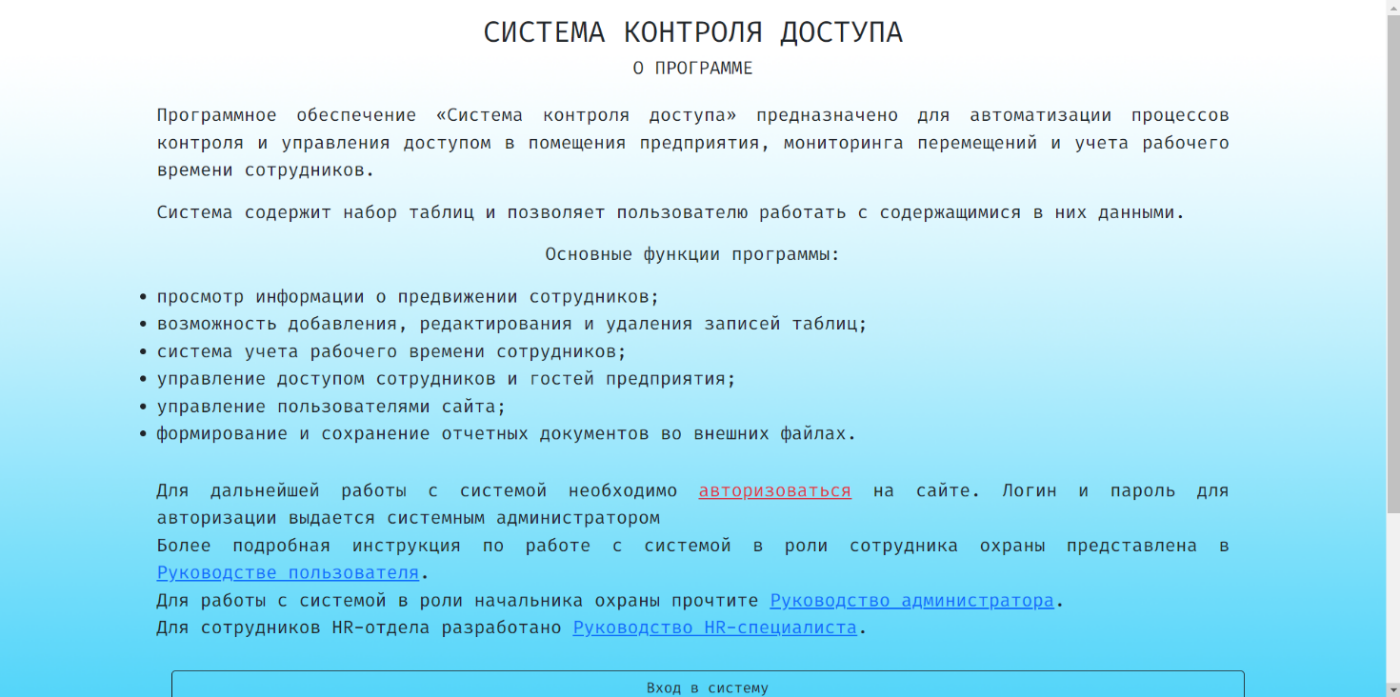 СИСТЕМА КОНТРОЛЯ ДОСТУПА
О ПРОГРАММЕ
Программное обеспечение «Система контроля доступа» предназначено для автоматизации процессов
контроля и управления доступом в помещения предприятия, мониторинга перемещений и учета рабочего
времени сотрудников.
Система содержит набор таблиц и позволяет пользователю работать с содержащимися в них данными.
Основные функции программы:
• просмотр информации о предвижении сотрудников;
• возможность добавления, редактирования и удаления записей таблиц;
• система учета рабочего времени сотрудников;
• управление доступом сотрудников и гостей предприятия;
• управление пользователями сайта;
• формирование и сохранение отчетных документов во внешних файлах.
Для дальнейшей работы с системой необходимо авторизоваться на сайте. Логин и пароль для
авторизации выдается системным администратором
Более подробная инструкция по работе с системой в роли сотрудника охраны представлена в
Руководстве пользователя.
Для работы с системой в роли начальника охраны прочтите Руководство администратора.
Для сотрудников HR-отдела разработано Руководство HR-специалиста.
Вход в систему